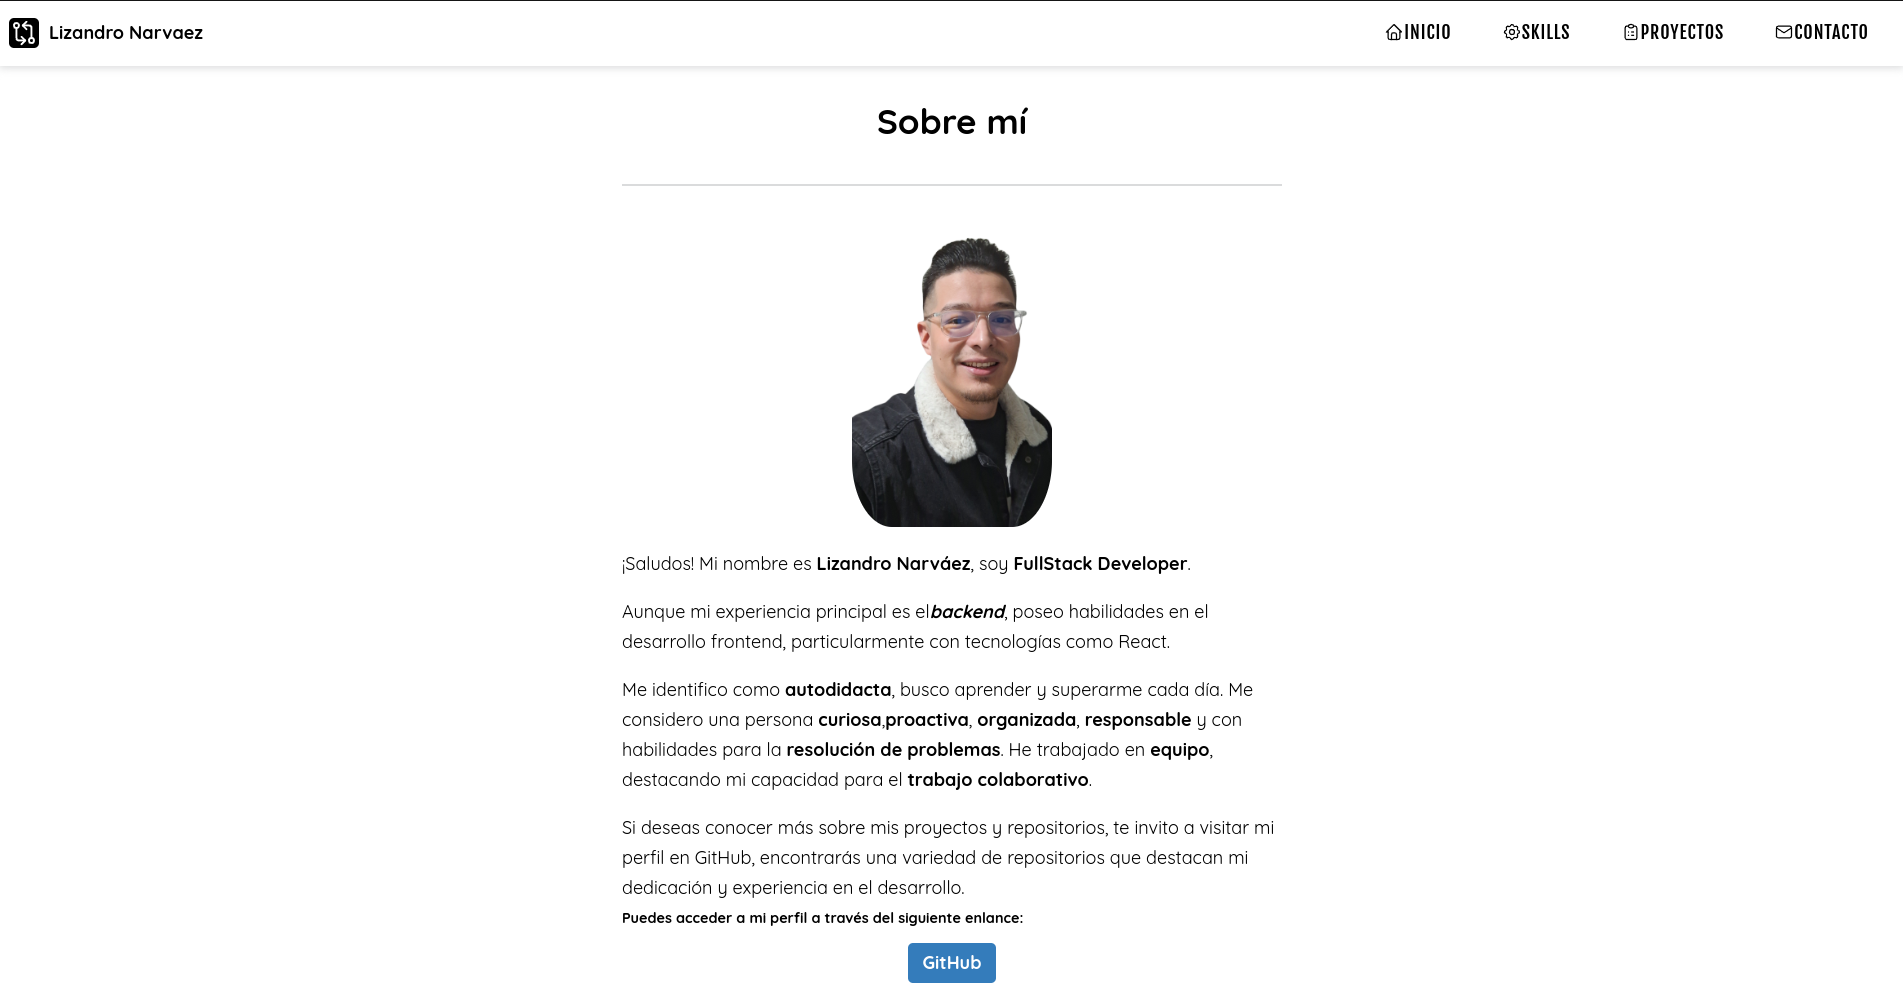 Lizandro Narvaez
INICIO
SKILLS
PROYECTOS
CONTACTO
Sobre mí
¡Saludos! Mi nombre es Lizandro Narváez, soy FullStack Developer.
Aunque mi experiencia principal es elbackend, poseo habilidades en el
desarrollo frontend, particularmente con tecnologías como React.
Me identifico como autodidacta, busco aprender y superarme cada día. Me
considero una persona curiosa,proactiva, organizada, responsable y con
habilidades para la resolución de problemas. He trabajado en equipo,
destacando mi capacidad para el trabajo colaborativo.
Si deseas conocer más sobre mis proyectos y repositorios, te invito a visitar mi
perfil en GitHub, encontrarás una variedad de repositorios que destacan mi
dedicación y experiencia en el desarrollo.
Puedes acceder a mi perfil a través del siguiente enlance:
GitHub